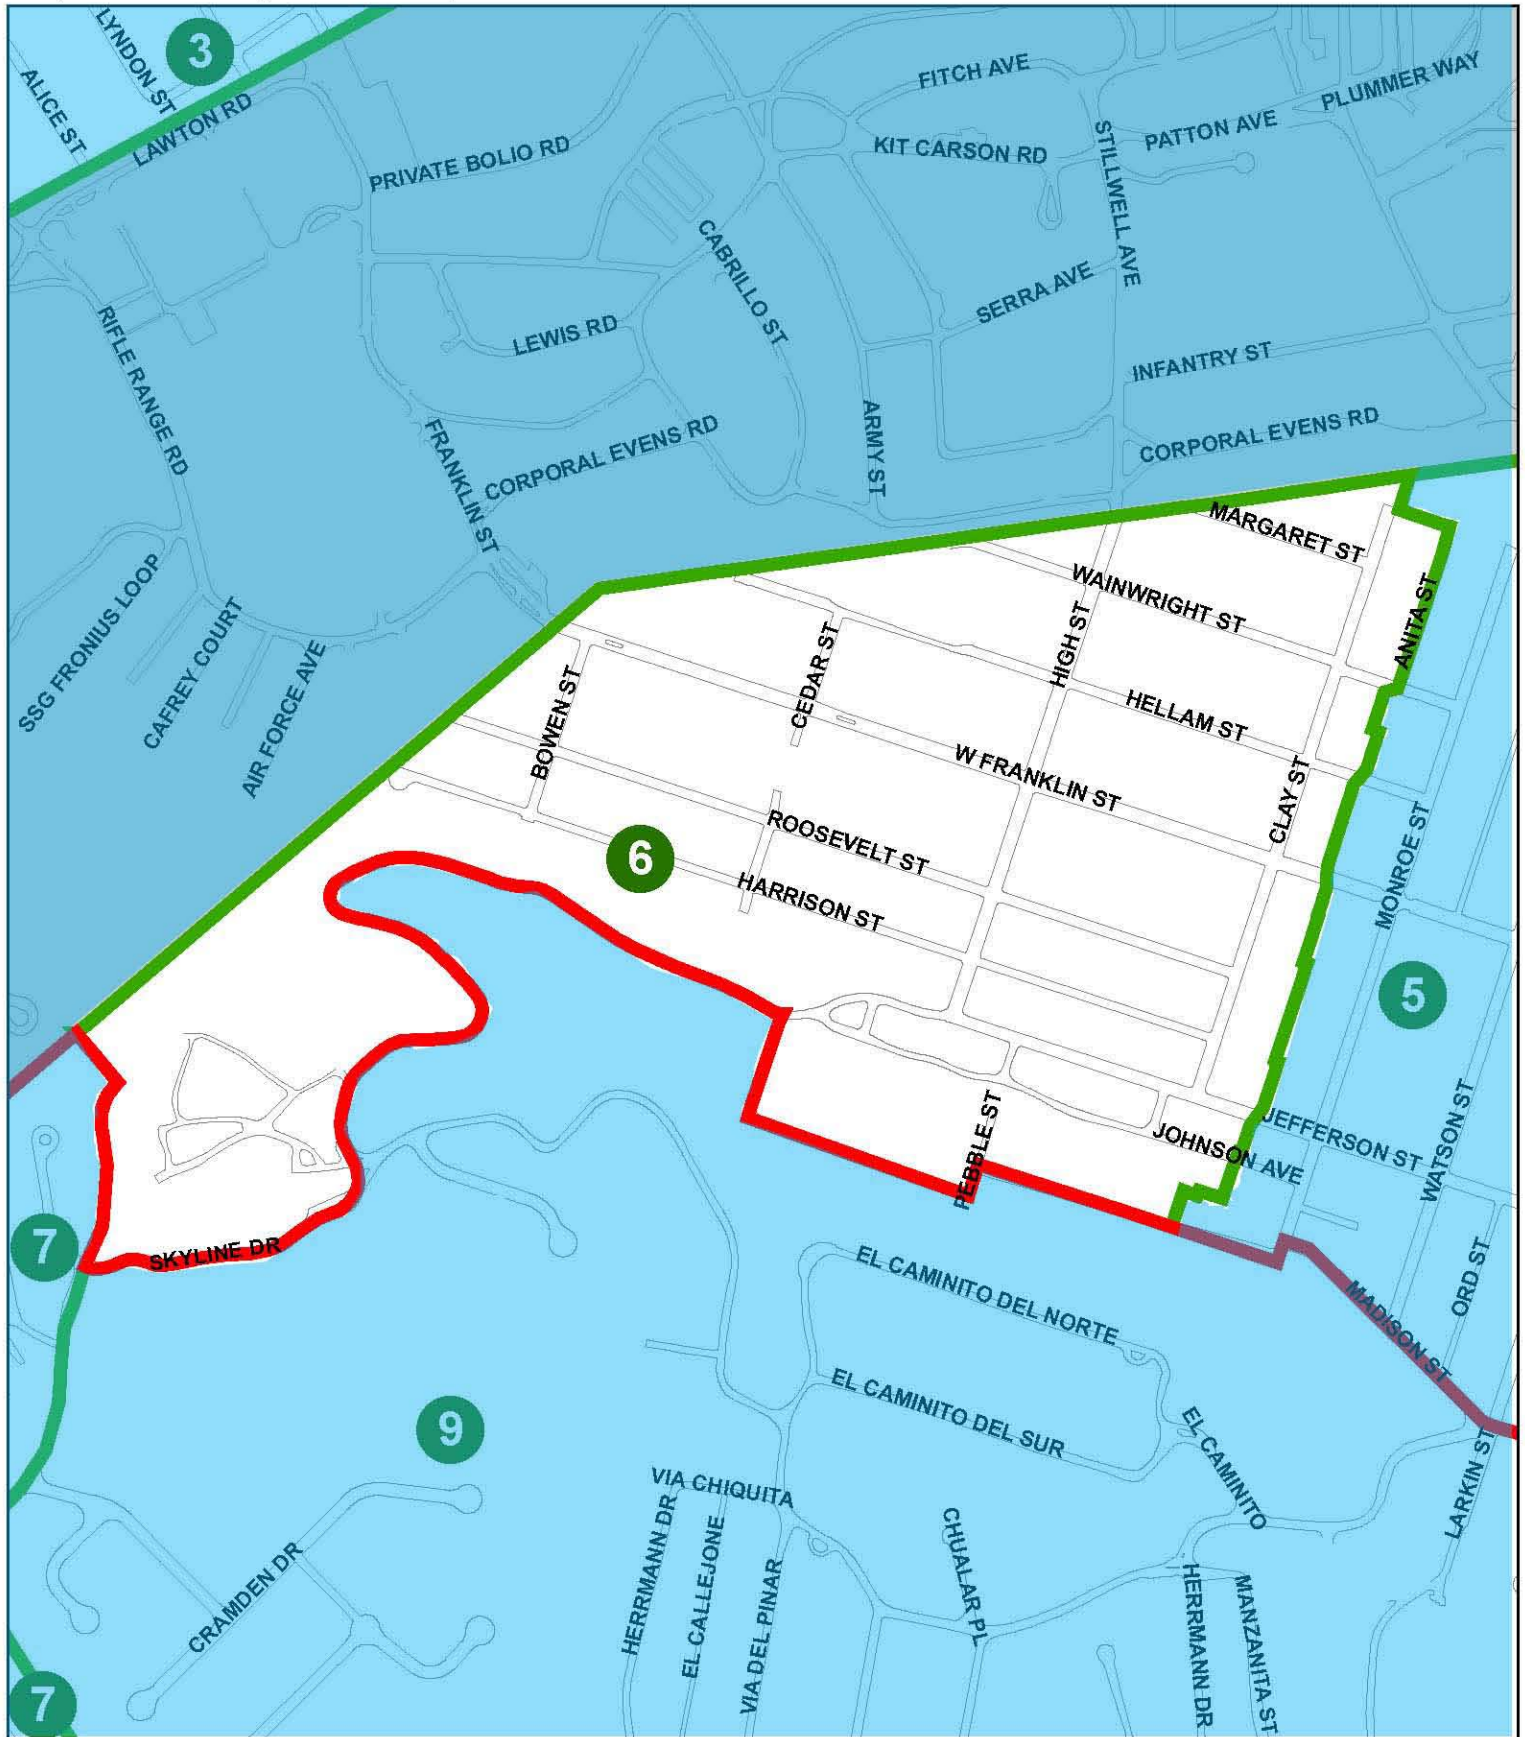 3
LYNDON ST
ALICE ST
LAWTON RD
FITCH AVE
PLUMMER WAY
PATTON AVE
KIT CARSON RD
STILLWELL AVE
PRIVATE BOLIO RD
CABRILLO ST
SERRA AVE
LEWIS RD
RIFLE RANGE RD
INFANTRY ST
CORPORAL EVENS RD
ARMY ST
CORPORAL EVENS RD
FRANKLIN ST
MARGARET ST
WAINWRIGHT ST
ANITA ST
SSG FRONIUS LOOP
CAFREY COURT
AIR FORCE AVE
CEDAR ST
HIGH ST
BOWEN ST
HELLAM ST
W FRANKLIN ST
CLAY ST
MONROE ST
6
ROOSEVELT ST
HARRISON ST
5
PEBBLE ST
JOHNSON AVE
JEFFERSON ST
WATSON ST
7
SKYLINE DR
EL CAMINITO DEL NORTE
ORD ST
MADISON ST
9
EL CAMINITO DEL SUR
EL CAMINITO
LARKIN ST
VIA CHIQUITA
HERRMANN DR
EL CALLEJONE
VIA DEL PINAR
CHUALAR PL
CRAMDEN DR
HERRMANN DR
MANZANITA ST
7